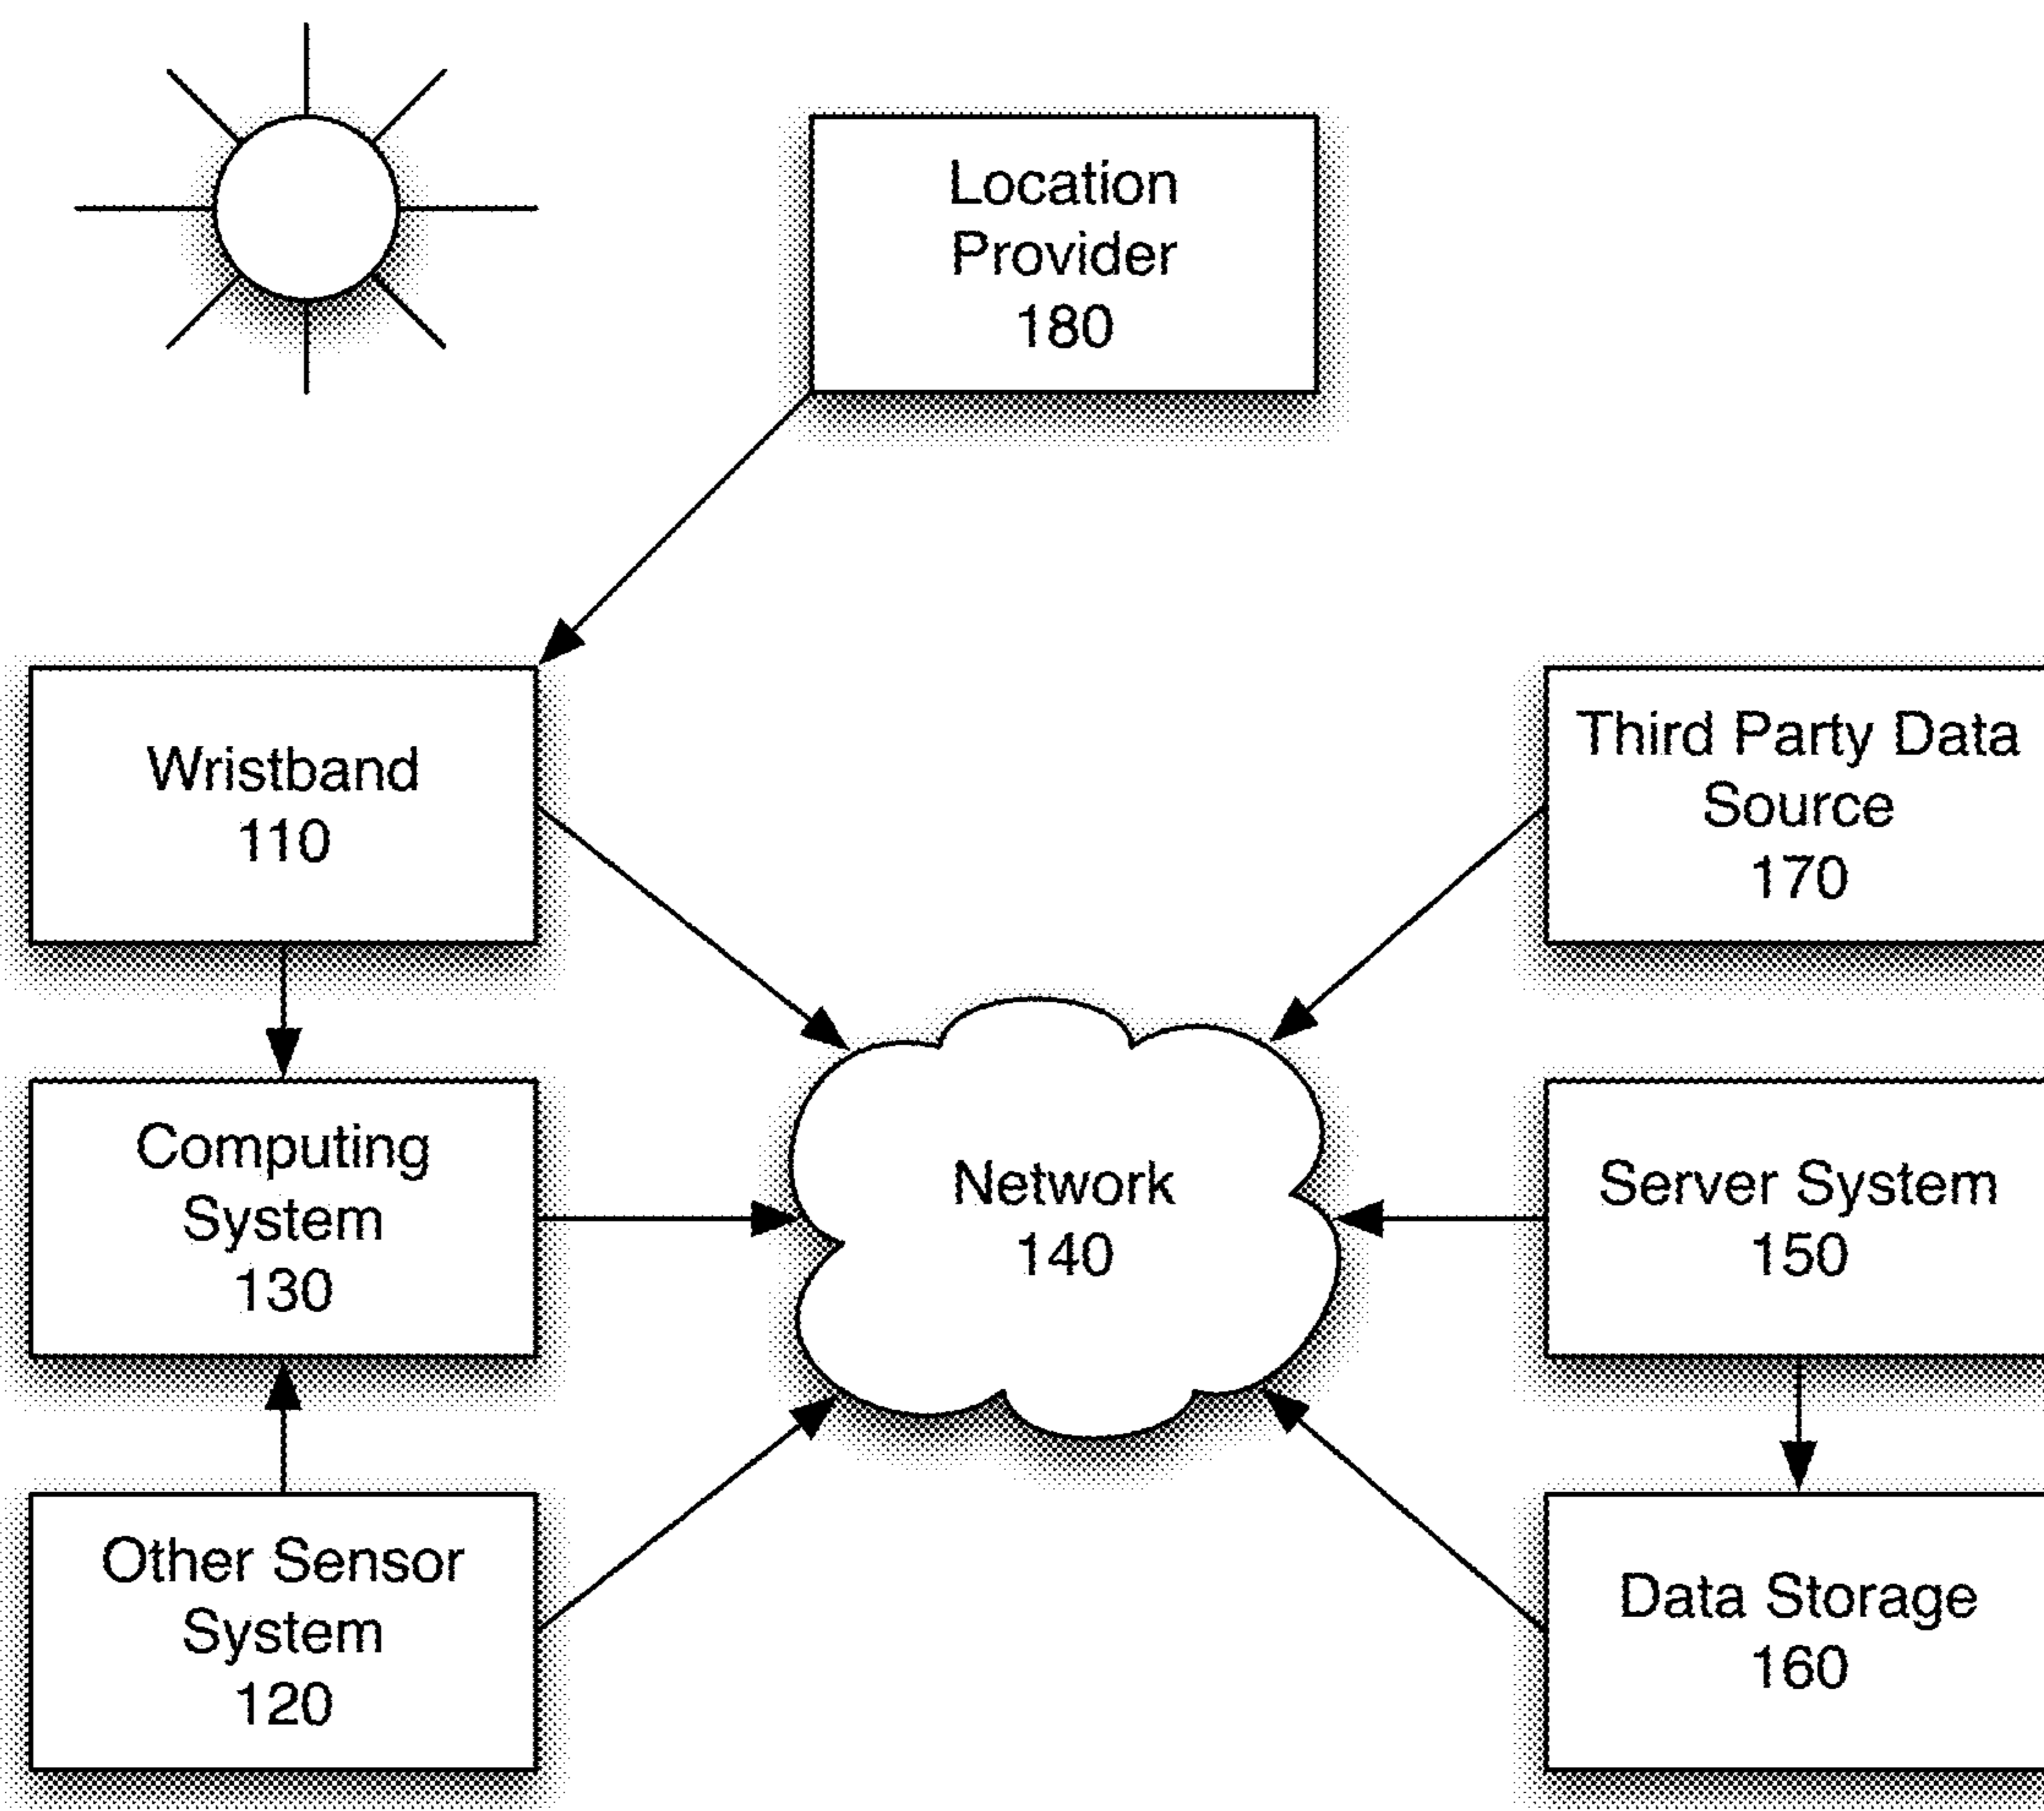 Location
Provider
180
Wristband
110
Third Party Data
Source
170
Computing
System
130
Network
140
Server System
150
Other Sensor
System
120
Data Storage
160